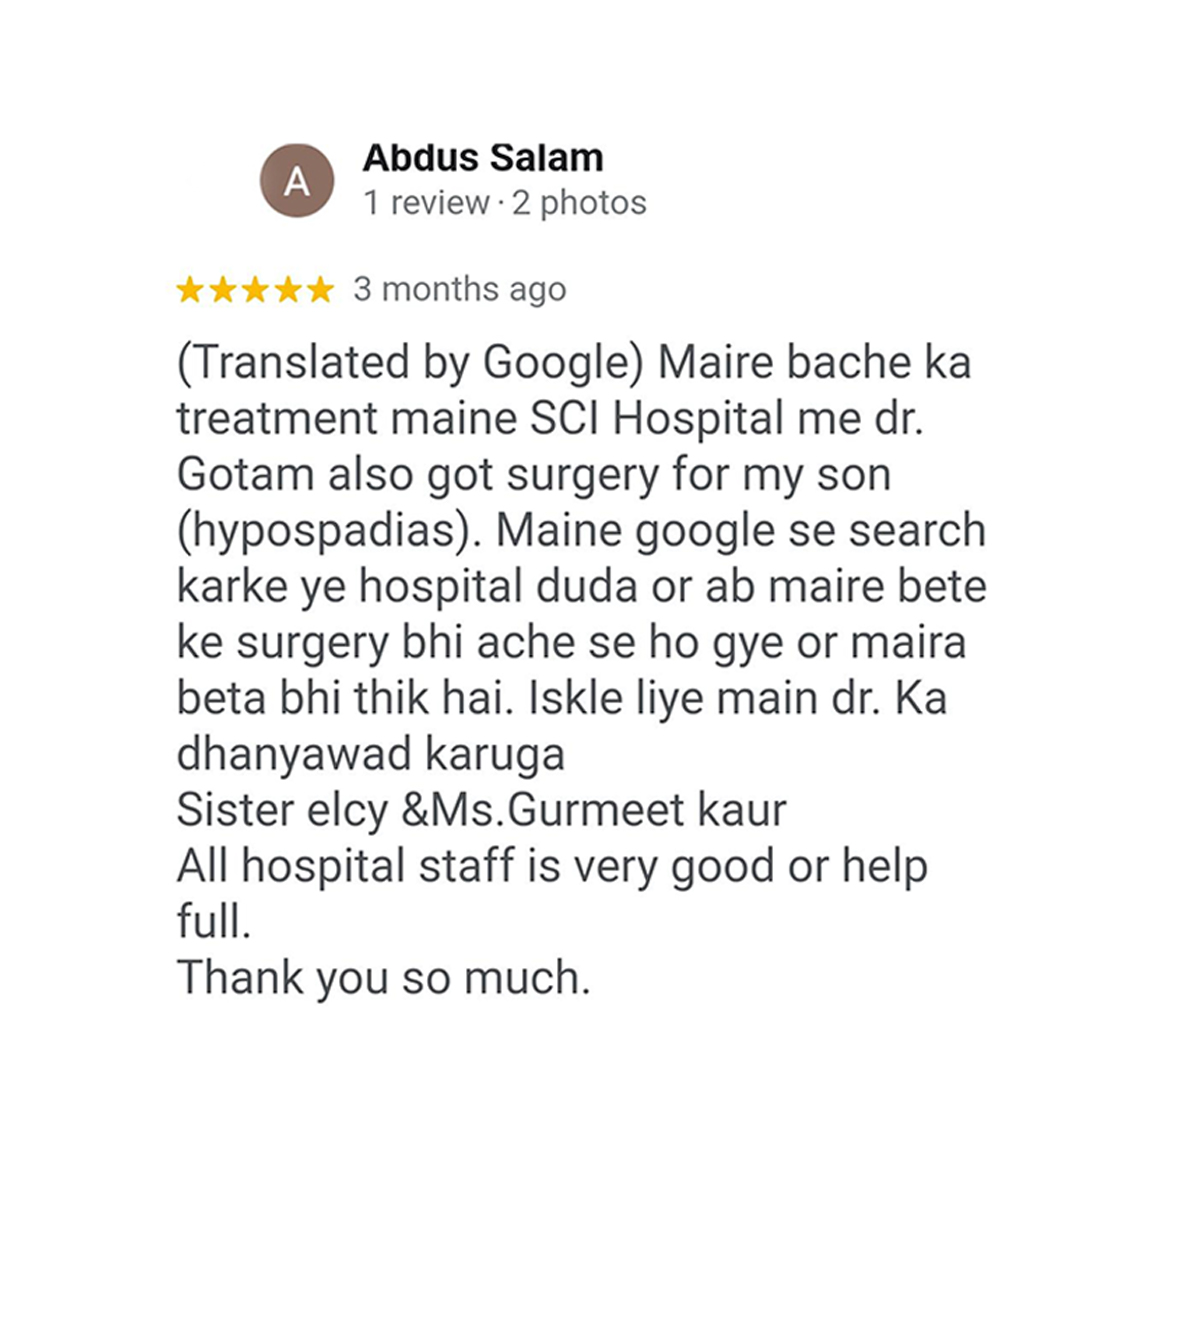 A
Abdus Salam
1 review · 2 photos
3 months ago
(Translated by Google) Maire bache ka
treatment maine SCI Hospital me dr.
Gotam also got surgery for my son
(hypospadias). Maine google se search
karke ye hospital duda or ab maire bete
ke surgery bhi ache se ho gye or maira
beta bhi thik hai. Iskle liye main dr. Ka
dhanyawad karuga
Sister elcy &Ms.Gurmeet kaur
All hospital staff is very good or help
full.
Thank you so much.